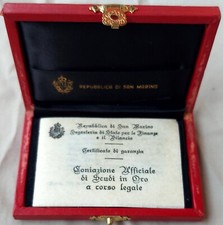 REPUBBLICA DI SAN MARINO
Repubblica di San Marino
Segreteria di Stato per le Finanze
e il Bilancio
Certificato di garanzia
Coniazione Ufficiale
di Scudi in Oro
a corso legale